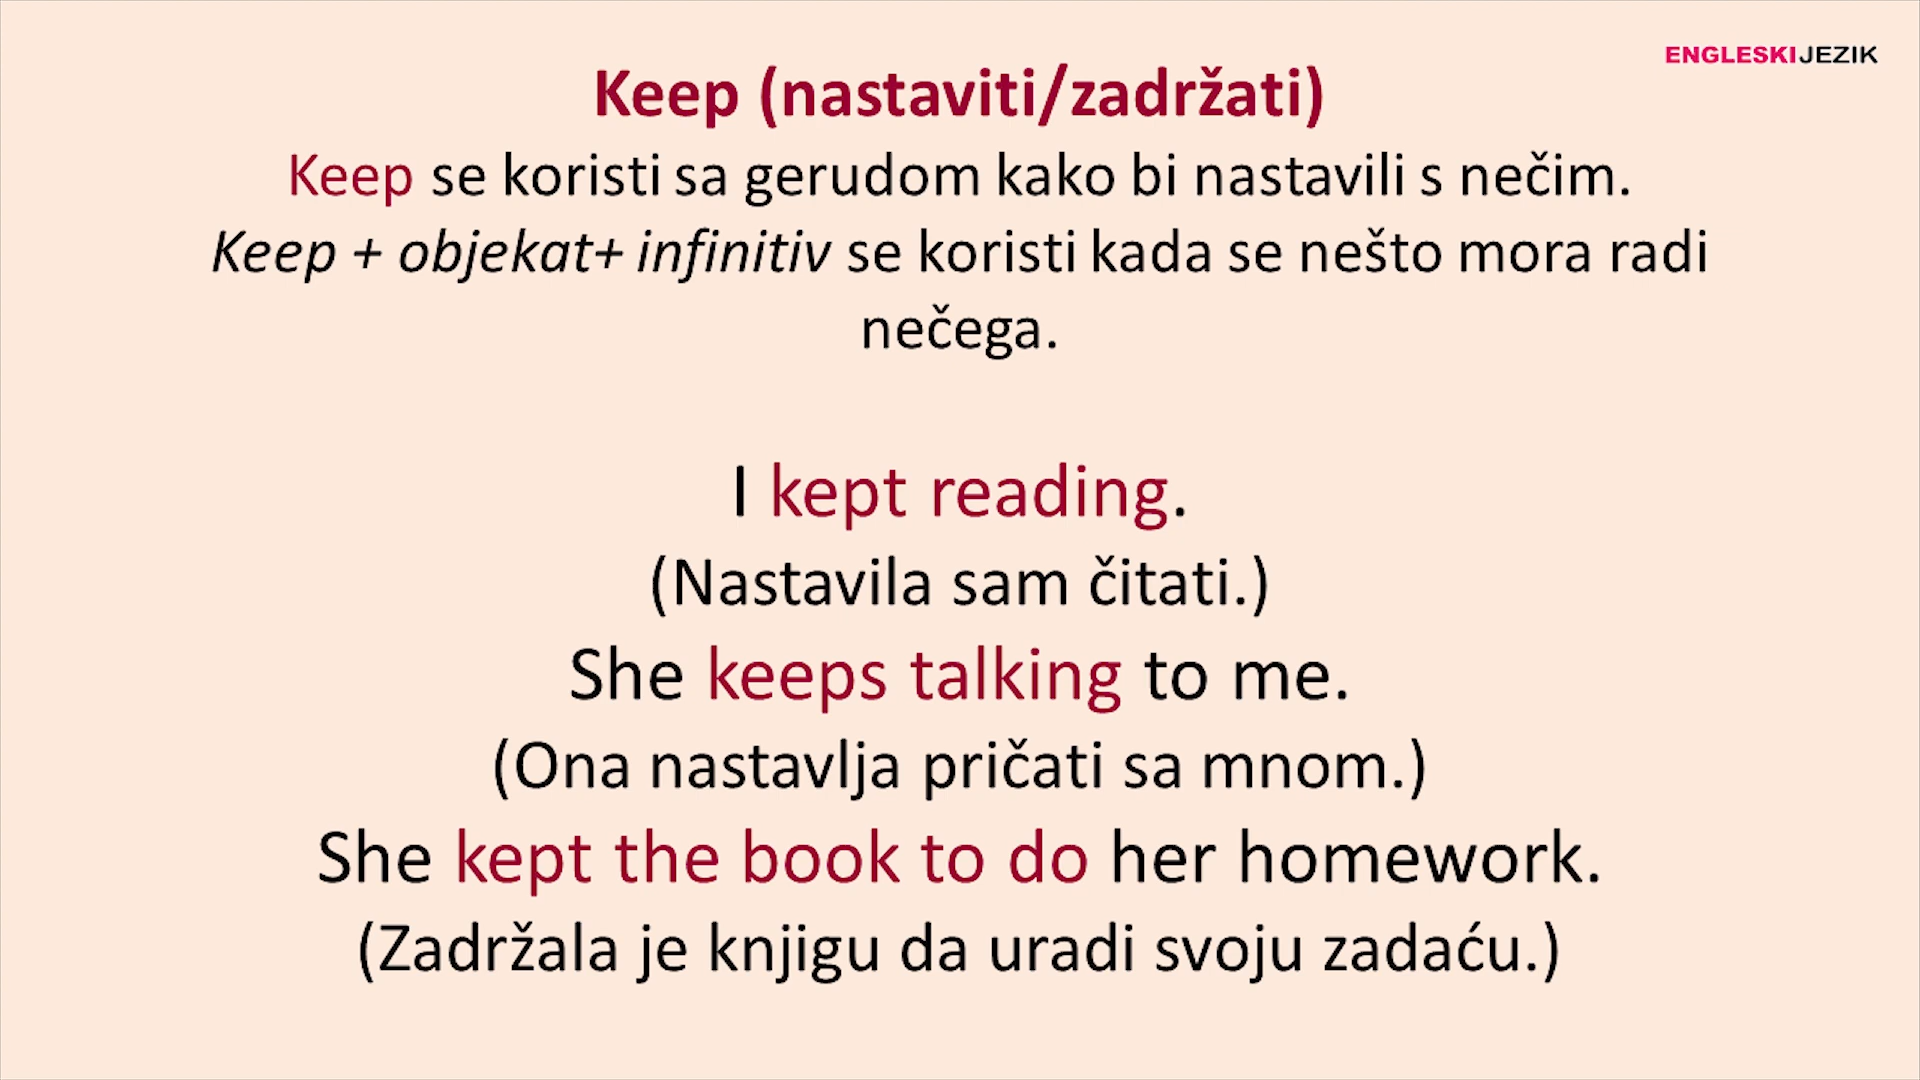 ENGLESKIJEZIK
Keep (nastaviti/zadržati)
Keep se koristi sa gerudom kako bi nastavili s nečim.
Keep + objekat+ infinitiv se koristi kada se nešto mora radi
nečega.
I kept reading.
(Nastavila sam čitati.)
She keeps talking to me.
(Ona nastavlja pričati sa mnom.)
She kept the book to do her homework.
(Zadržala je knjigu da uradi svoju zadaću.)